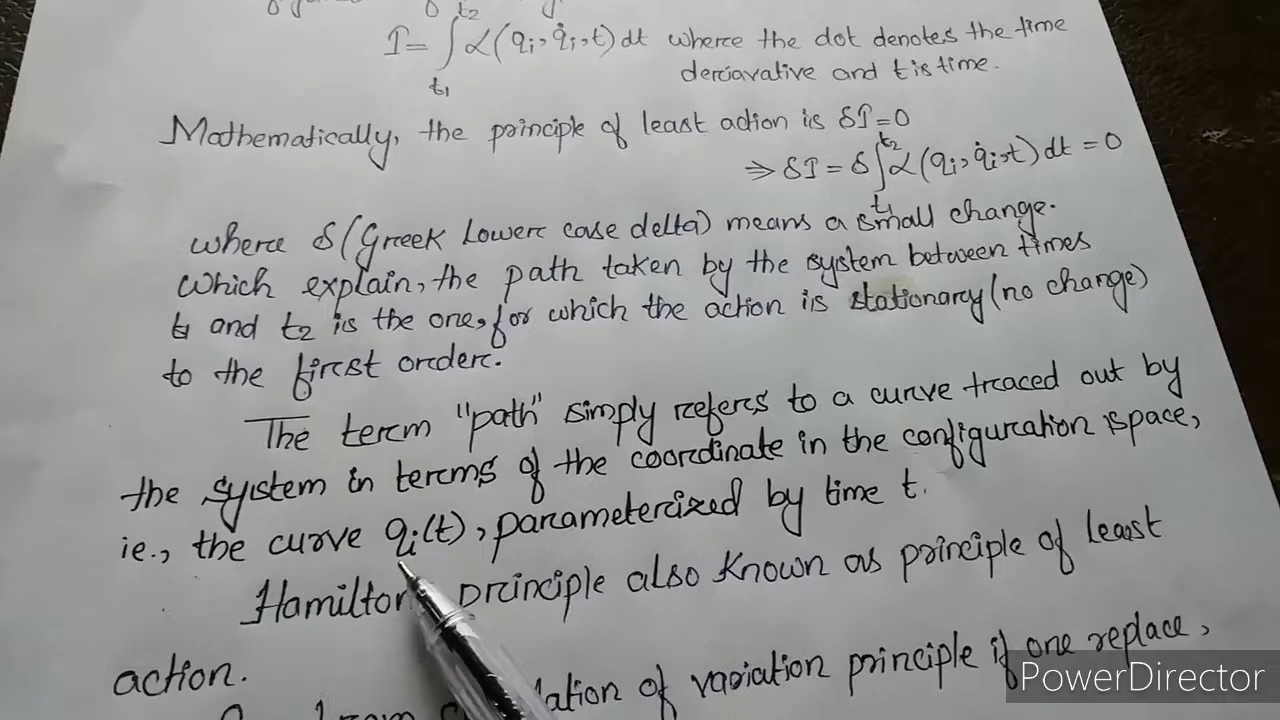 I = ∫ₜ₁ᵗ² L(qᵢ, q̇ᵢ, t) dt where the dot denotes the time
derivative and t is time.
Mathematically, the principle of least action is δI=0
⇒ δI = δ∫ₜ₁ᵗ² L(qᵢ, q̇ᵢ, t) dt = 0
where δ (Greek Lower case delta) means a small change.
Which explain, the path taken by the system between times
t₁ and t₂ is the one, for which the action is stationary (no change)
to the first order.
The term "path" simply refers to a curve traced out by
the system in terms of the coordinate in the configuration space,
ie., the curve qᵢ(t), parameterized by time t.
Hamilton principle also known as principle of least
action.
of variation principle if one replace,
PowerDirector